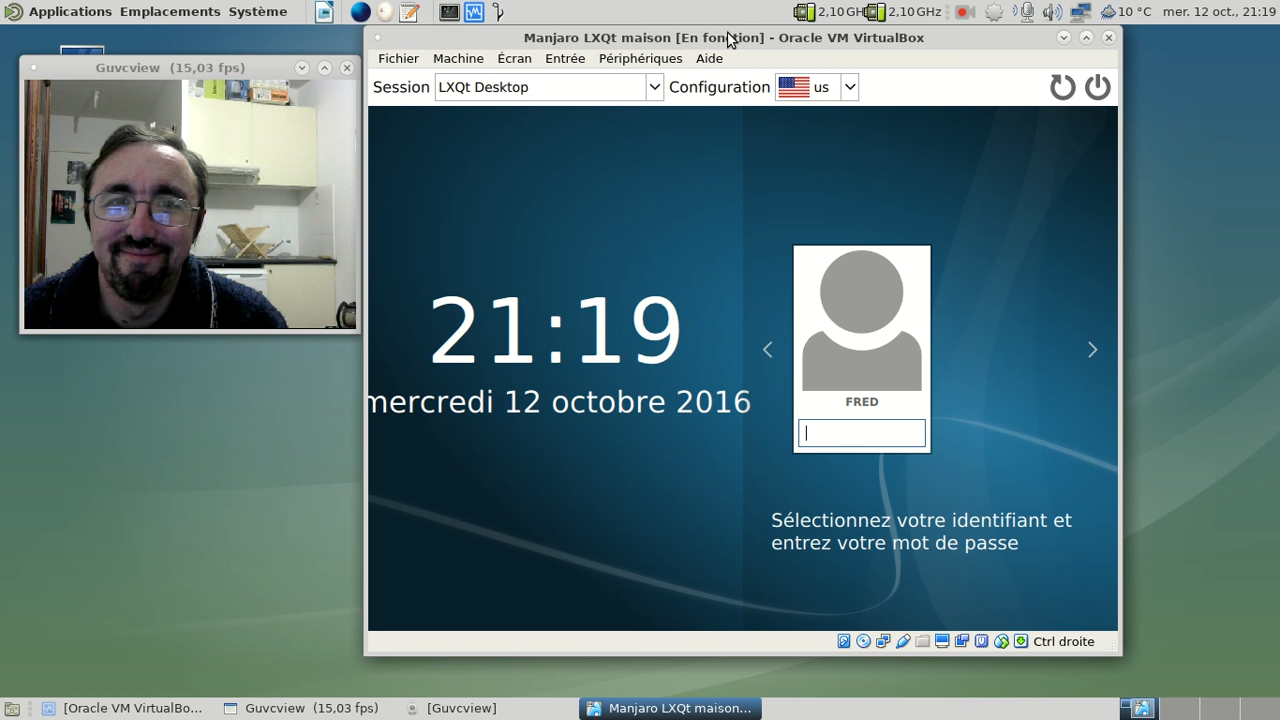 Applications Emplacements Système
2,10 GH 2,10 GHz
10 °C mer. 12 oct., 21:19
Guvcview (15,03 fps)
Manjaro LXQt maison [En fonction] - Oracle VM VirtualBox
Fichier Machine Écran Entrée Périphériques Aide
Session LXQt Desktop Configuration us
21:19
mercredi 12 octobre 2016
FRED
Sélectionnez votre identifiant et
entrez votre mot de passe
Ctrl droite
[Oracle VM VirtualBo... Guvcview (15,03 fps) [Guvcview] Manjaro LXQt maison...